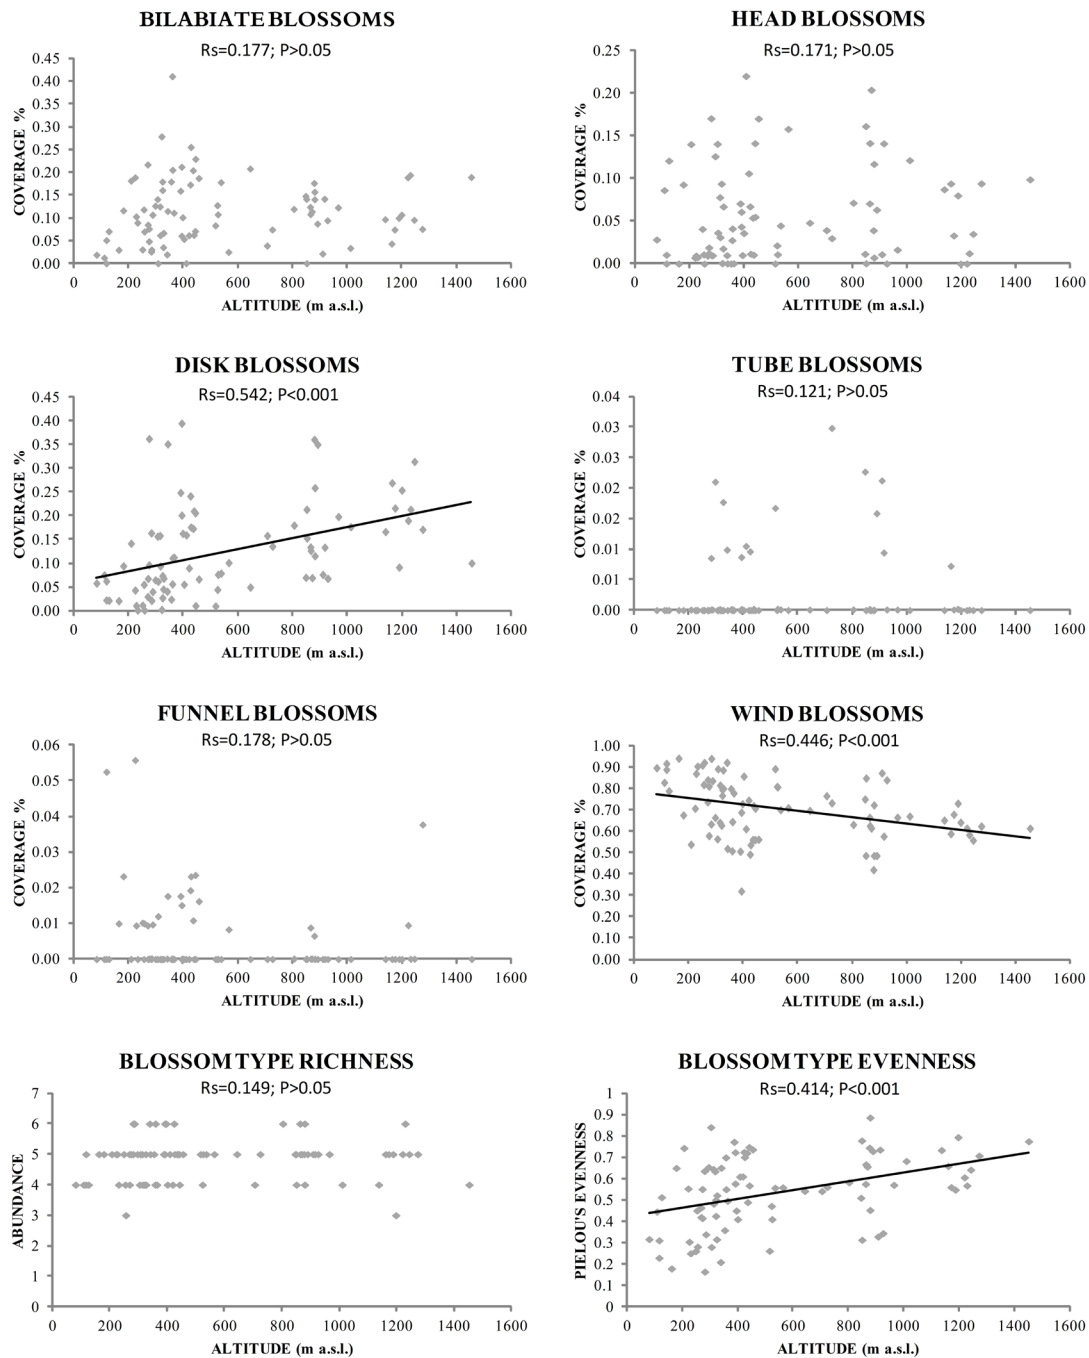 BILABIATE BLOSSOMS
Rs=0.177; P>0.05
COVERAGE %
0.45
0.40
0.35
0.30
0.25
0.20
0.15
0.10
0.05
0.00
0 200 400 600 800 1000 1200 1400 1600
ALTITUDE (m a.s.l.)
HEAD BLOSSOMS
Rs=0.171; P>0.05
COVERAGE %
0.25
0.20
0.15
0.10
0.05
0.00
0 200 400 600 800 1000 1200 1400 1600
ALTITUDE (m a.s.l.)
DISK BLOSSOMS
Rs=0.542; P<0.001
COVERAGE %
0.45
0.40
0.35
0.30
0.25
0.20
0.15
0.10
0.05
0.00
0 200 400 600 800 1000 1200 1400 1600
ALTITUDE (m a.s.l.)
TUBE BLOSSOMS
Rs=0.121; P>0.05
COVERAGE %
0.04
0.03
0.03
0.02
0.02
0.01
0.01
0.00
0 200 400 600 800 1000 1200 1400 1600
ALTITUDE (m a.s.l.)
FUNNEL BLOSSOMS
Rs=0.178; P>0.05
COVERAGE %
0.06
0.05
0.04
0.03
0.02
0.01
0.00
0 200 400 600 800 1000 1200 1400 1600
ALTITUDE (m a.s.l.)
WIND BLOSSOMS
Rs=0.446; P<0.001
COVERAGE %
1.00
0.90
0.80
0.70
0.60
0.50
0.40
0.30
0.20
0.10
0.00
0 200 400 600 800 1000 1200 1400 1600
ALTITUDE (m a.s.l.)
BLOSSOM TYPE RICHNESS
Rs=0.149; P>0.05
ABUNDANCE
7
6
5
4
3
2
1
0
0 200 400 600 800 1000 1200 1400 1600
ALTITUDE (m a.s.l.)
BLOSSOM TYPE EVENNESS
Rs=0.414; P<0.001
PIELOU'S EVENNESS
1
0.9
0.8
0.7
0.6
0.5
0.4
0.3
0.2
0.1
0
0 200 400 600 800 1000 1200 1400 1600
ALTITUDE (m a.s.l.)